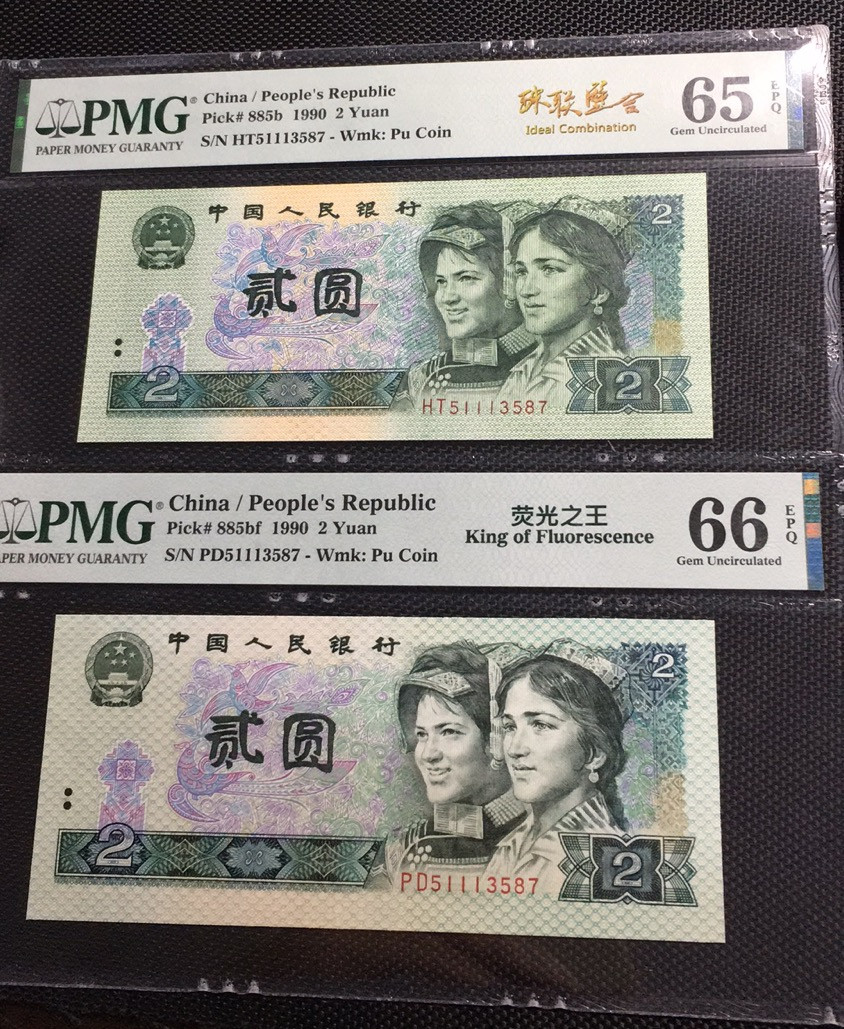 PMG®
PAPER MONEY GUARANTY
China / People's Republic
Pick# 885b 1990 2 Yuan
S/N HT51113587 - Wmk: Pu Coin
珠联璧合
Ideal Combination
65
EPQ
Gem Uncirculated
中国人民银行
2
贰圆
2
HT51113587
2
PMG®
PER MONEY GUARANTY
China / People's Republic
Pick# 885bf 1990 2 Yuan
S/N PD51113587 - Wmk: Pu Coin
荧光之王
King of Fluorescence
66
EPQ
Gem Uncirculated
中国人民银行
2
贰圆
2
PD51113587
2